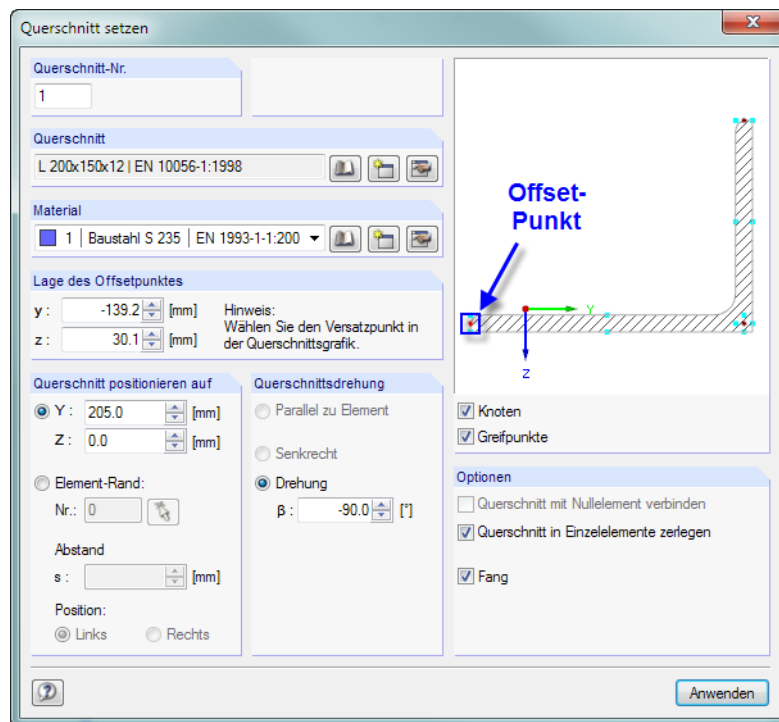 Querschnitt setzen
Querschnitt-Nr.
1
Querschnitt
L 200x150x12 | EN 10056-1:1998
Material
1 | Baustahl S 235 | EN 1993-1-1:200
Lage des Offsetpunktes
y : -139.2 [mm]
z : 30.1 [mm]
Hinweis:
Wählen Sie den Versatzpunkt in
der Querschnittsgrafik.
Querschnitt positionieren auf
Y : 205.0 [mm]
Z : 0.0 [mm]
Element-Rand:
Nr.: 0
Abstand
s : [mm]
Position:
Links Rechts
Querschnittsdrehung
Parallel zu Element
Senkrecht
Drehung
β : -90.0 [°]
Offset-
Punkt
Y
Z
Knoten
Greifpunkte
Optionen
Querschnitt mit Nullelement verbinden
Querschnitt in Einzelelemente zerlegen
Fang
Anwenden